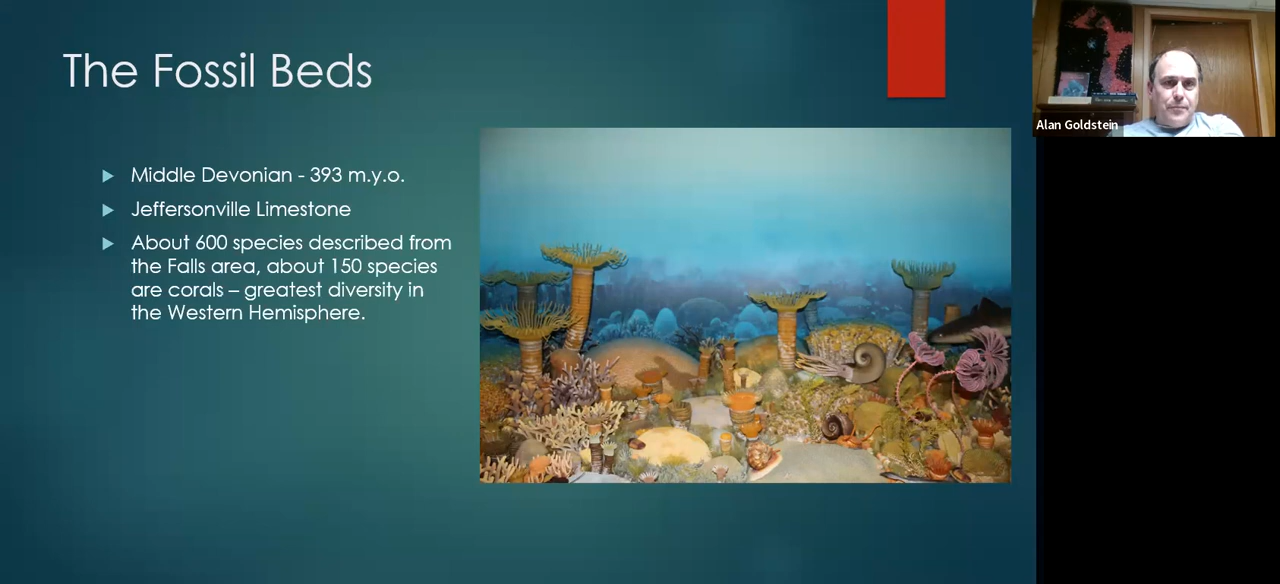 The Fossil Beds
Middle Devonian - 393 m.y.o.
Jeffersonville Limestone
About 600 species described from
the Falls area, about 150 species
are corals – greatest diversity in
the Western Hemisphere.
Alan Goldstein